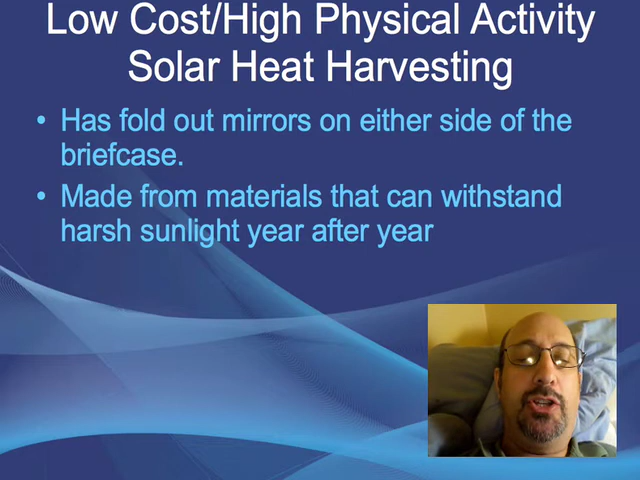 Low Cost/High Physical Activity
Solar Heat Harvesting
• Has fold out mirrors on either side of the
briefcase.
• Made from materials that can withstand
harsh sunlight year after year